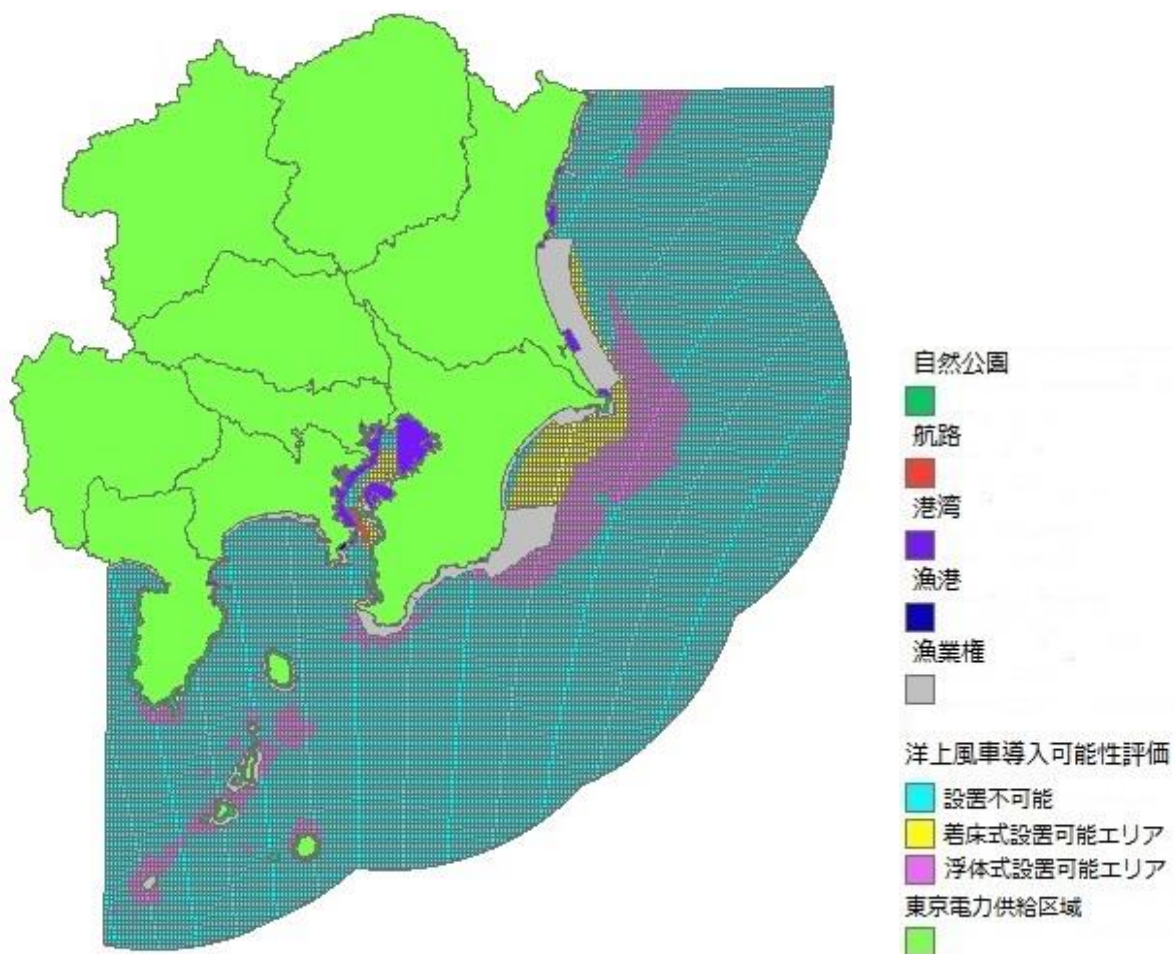 自然公園
航路
港湾
漁港
漁業権
洋上風車導入可能性評価
設置不可能
着床式設置可能エリア
浮体式設置可能エリア
東京電力供給区域